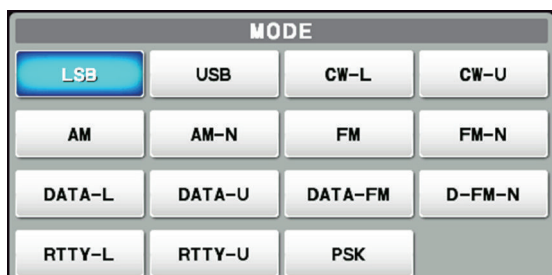 MODE
LSB USB CW-L CW-U
AM AM-N FM FM-N
DATA-L DATA-U DATA-FM D-FM-N
RTTY-L RTTY-U PSK